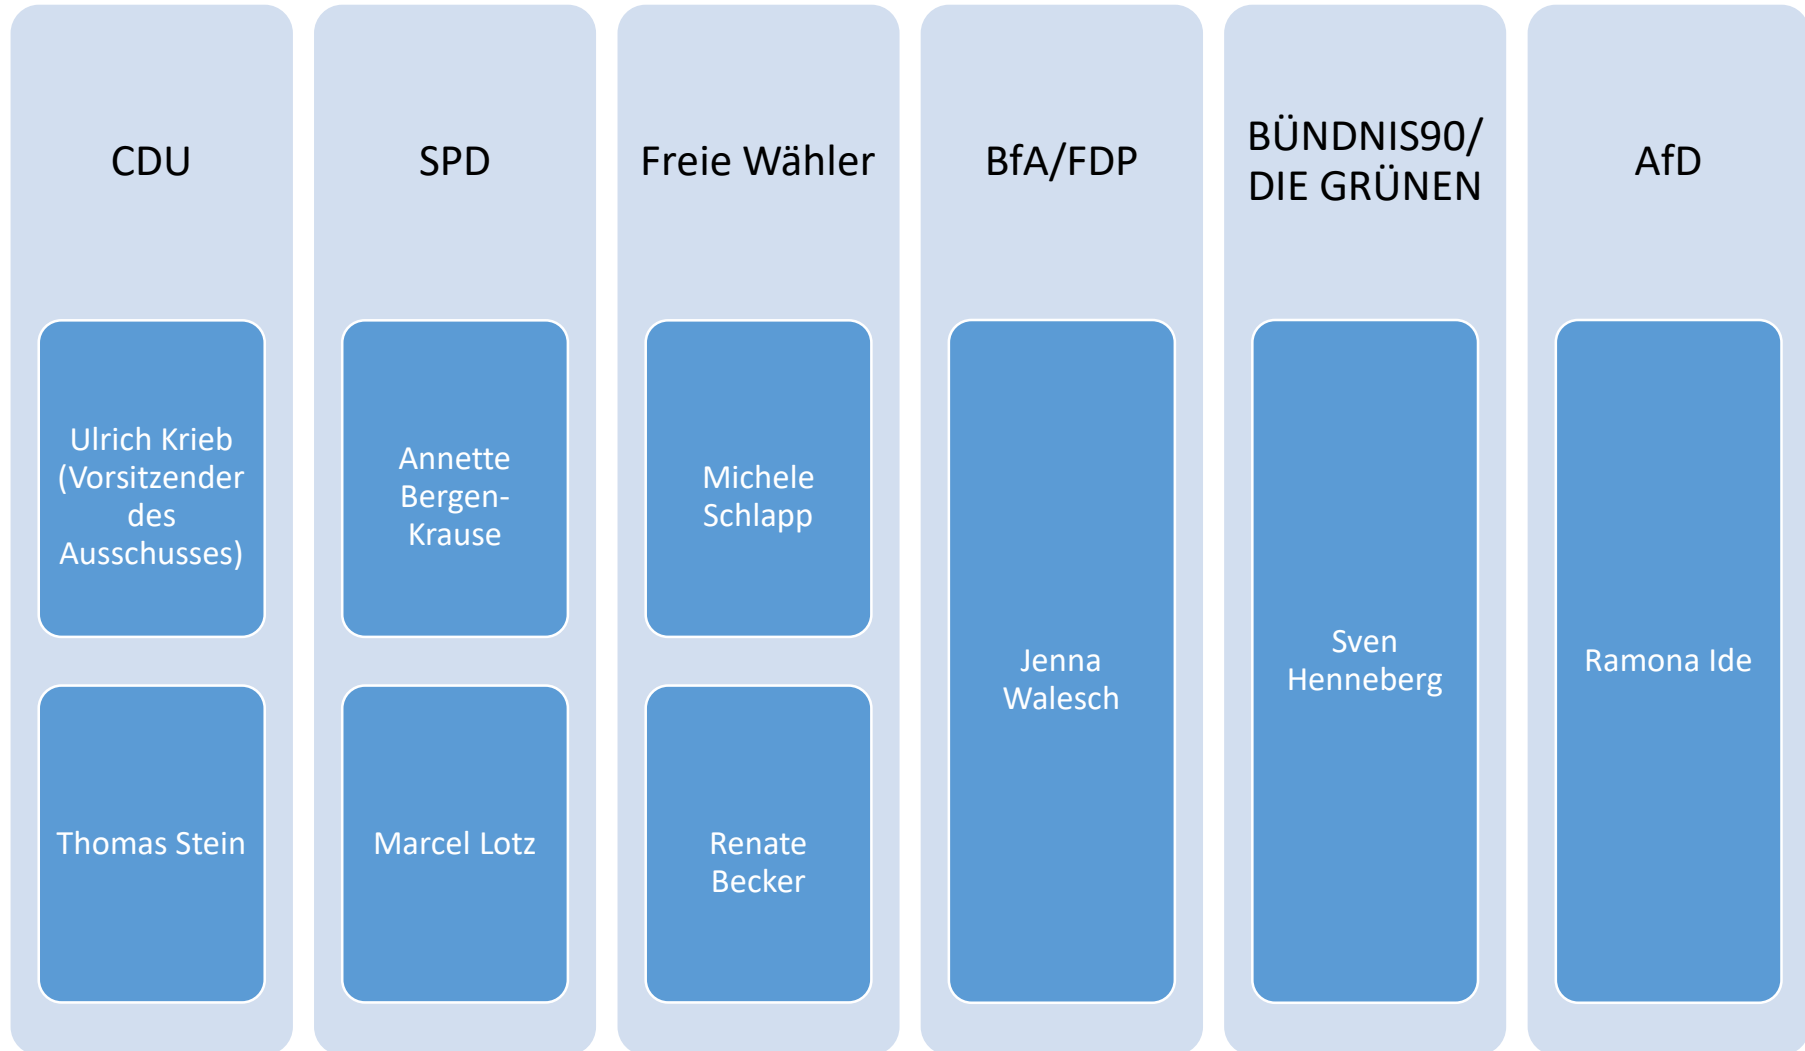 CDU
Ulrich Krieb
(Vorsitzender
des
Ausschusses)
Thomas Stein
SPD
Annette
Bergen-
Krause
Marcel Lotz
Freie Wähler
Michele
Schlapp
Renate
Becker
BfA/FDP
Jenna
Walesch
BÜNDNIS90/
DIE GRÜNEN
Sven
Henneberg
AfD
Ramona Ide